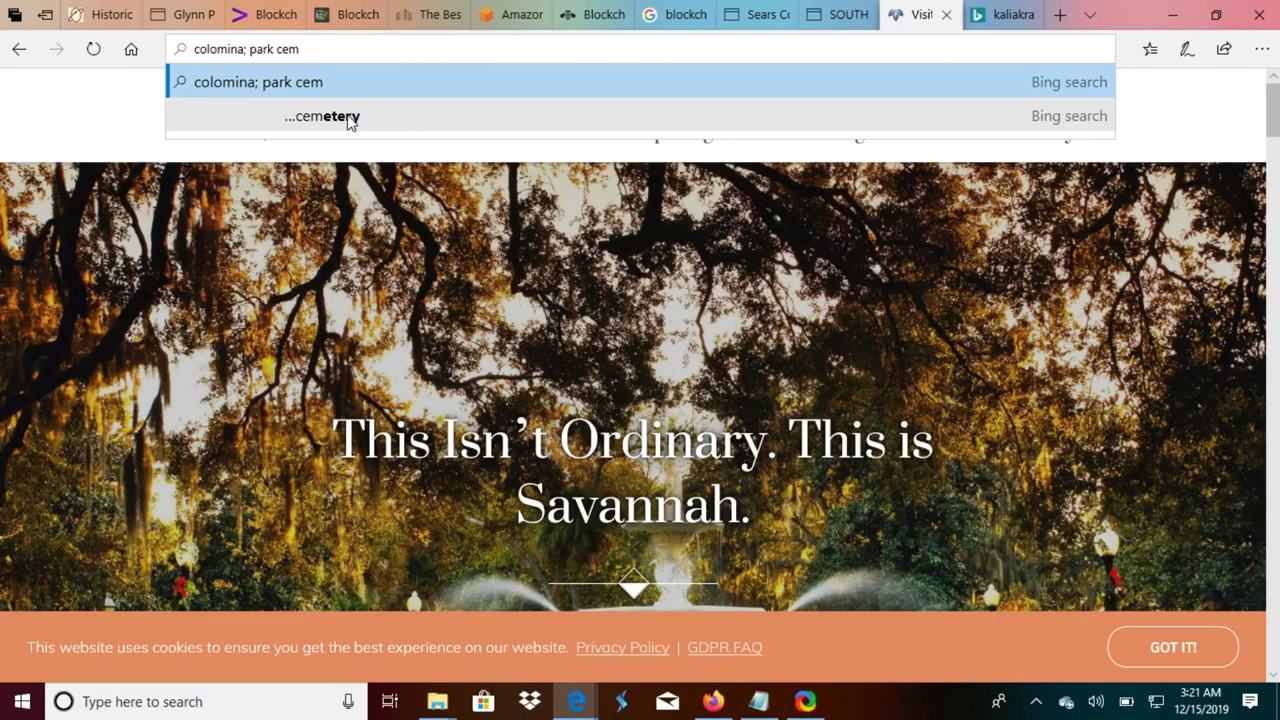 Historic
Glynn P
Blockch
Blockch
The Bes
Amazor
Blockch
blockch
Sears Cc
SOUTH
Visit
kaliakra
colomina; park cem
colomina; park cem
Bing search
...cemetery
Bing search
This Isn't Ordinary. This is
Savannah.
This website uses cookies to ensure you get the best experience on our website. Privacy Policy | GDPR FAQ
GOT IT!
Type here to search
3:21 AM
12/15/2019